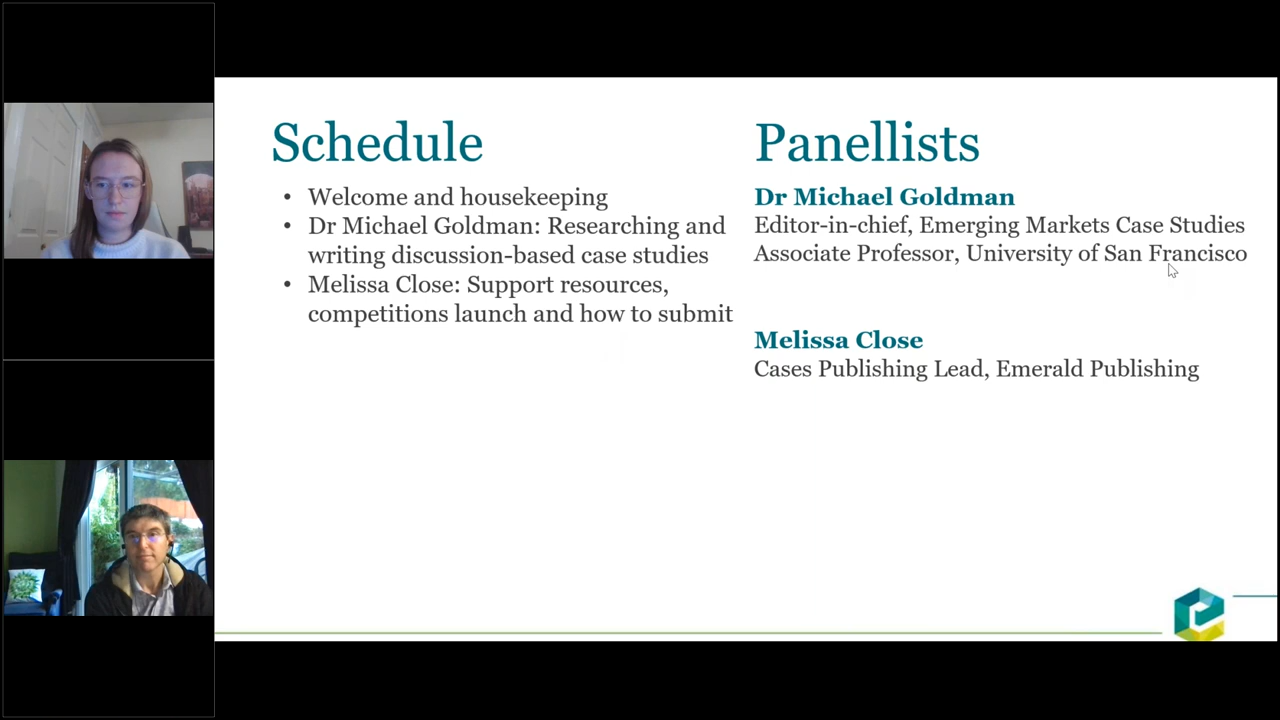 Schedule
• Welcome and housekeeping
• Dr Michael Goldman: Researching and
writing discussion-based case studies
• Melissa Close: Support resources,
competitions launch and how to submit
Panellists
Dr Michael Goldman
Editor-in-chief, Emerging Markets Case Studies
Associate Professor, University of San Francisco
Melissa Close
Cases Publishing Lead, Emerald Publishing